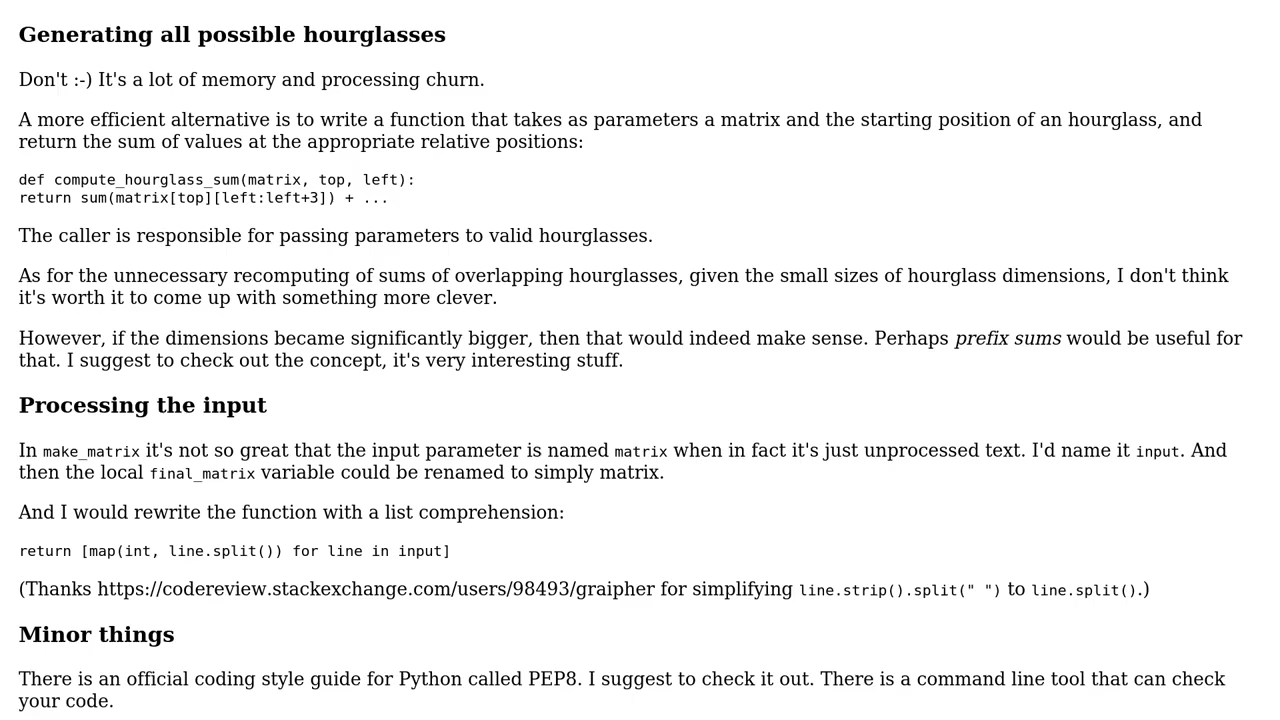 Generating all possible hourglasses
Don't :-) It's a lot of memory and processing churn.
A more efficient alternative is to write a function that takes as parameters a matrix and the starting position of an hourglass, and
return the sum of values at the appropriate relative positions:
def compute_hourglass_sum(matrix, top, left):
return sum(matrix[top][left:left+3]) + ...
The caller is responsible for passing parameters to valid hourglasses.
As for the unnecessary recomputing of sums of overlapping hourglasses, given the small sizes of hourglass dimensions, I don't think
it's worth it to come up with something more clever.
However, if the dimensions became significantly bigger, then that would indeed make sense. Perhaps prefix sums would be useful for
that. I suggest to check out the concept, it's very interesting stuff.
Processing the input
In make_matrix it's not so great that the input parameter is named matrix when in fact it's just unprocessed text. I'd name it input. And
then the local final_matrix variable could be renamed to simply matrix.
And I would rewrite the function with a list comprehension:
return [map(int, line.split()) for line in input]
(Thanks https://codereview.stackexchange.com/users/98493/graipher for simplifying line.strip().split(" ") to line.split().)
Minor things
There is an official coding style guide for Python called PEP8. I suggest to check it out. There is a command line tool that can check
your code.